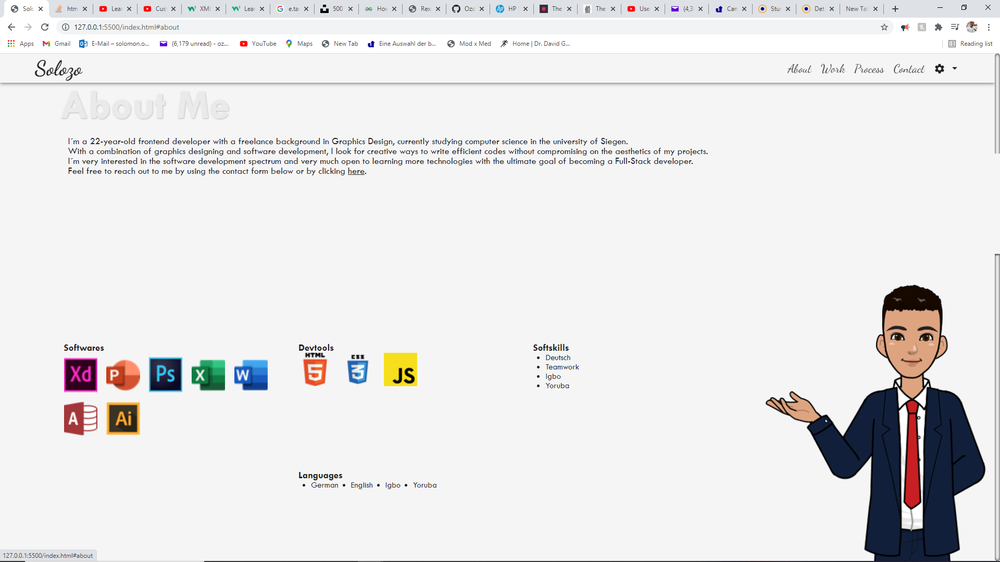 Solo
htm
Lear
Cus
XML
Lear
e.tar
500
How
Rex
Ozo
HP
The
The
Use
(4,3
Can
Stu
Det
New Tab
127.0.0.1:5500/index.html#about
Apps
Gmail
E-Mail – solomon.o...
(6,179 unread) - oz...
YouTube
Maps
New Tab
Eine Auswahl der b...
Mod x Med
Home | Dr. David G...
Reading list
Solozo
About Work Process Contact
About Me
I´m a 22-year-old frontend developer with a freelance background in Graphics Design, currently studying computer science in the university of Siegen.
With a combination of graphics designing and software development, I look for creative ways to write efficient codes without compromising on the aesthetics of my projects.
I´m very interested in the software development spectrum and very much open to learning more technologies with the ultimate goal of becoming a Full-Stack developer.
Feel free to reach out to me by using the contact form below or by clicking here.
Softwares
Xd P Ps X W
A Ai
Devtools
HTML 5 CSS 3 JS
Softskills
Deutsch
Teamwork
Igbo
Yoruba
Languages
German • English • Igbo • Yoruba
127.0.0.1:5500/index.html#about